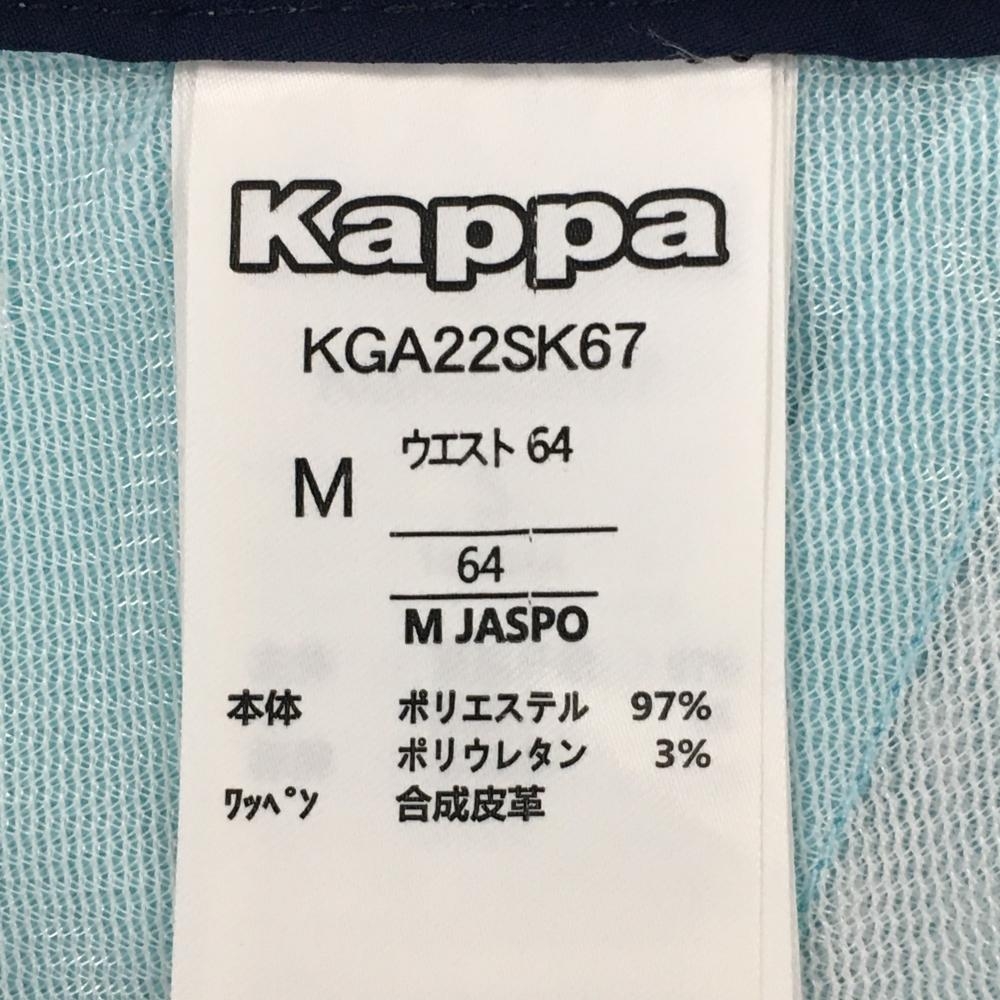 Kappa
KGA22SK67
M
ウエスト 64
64
M JASPO
本体 ポリエステル 97%
ポリウレタン 3%
ﾜｯﾍﾟﾝ 合成皮革